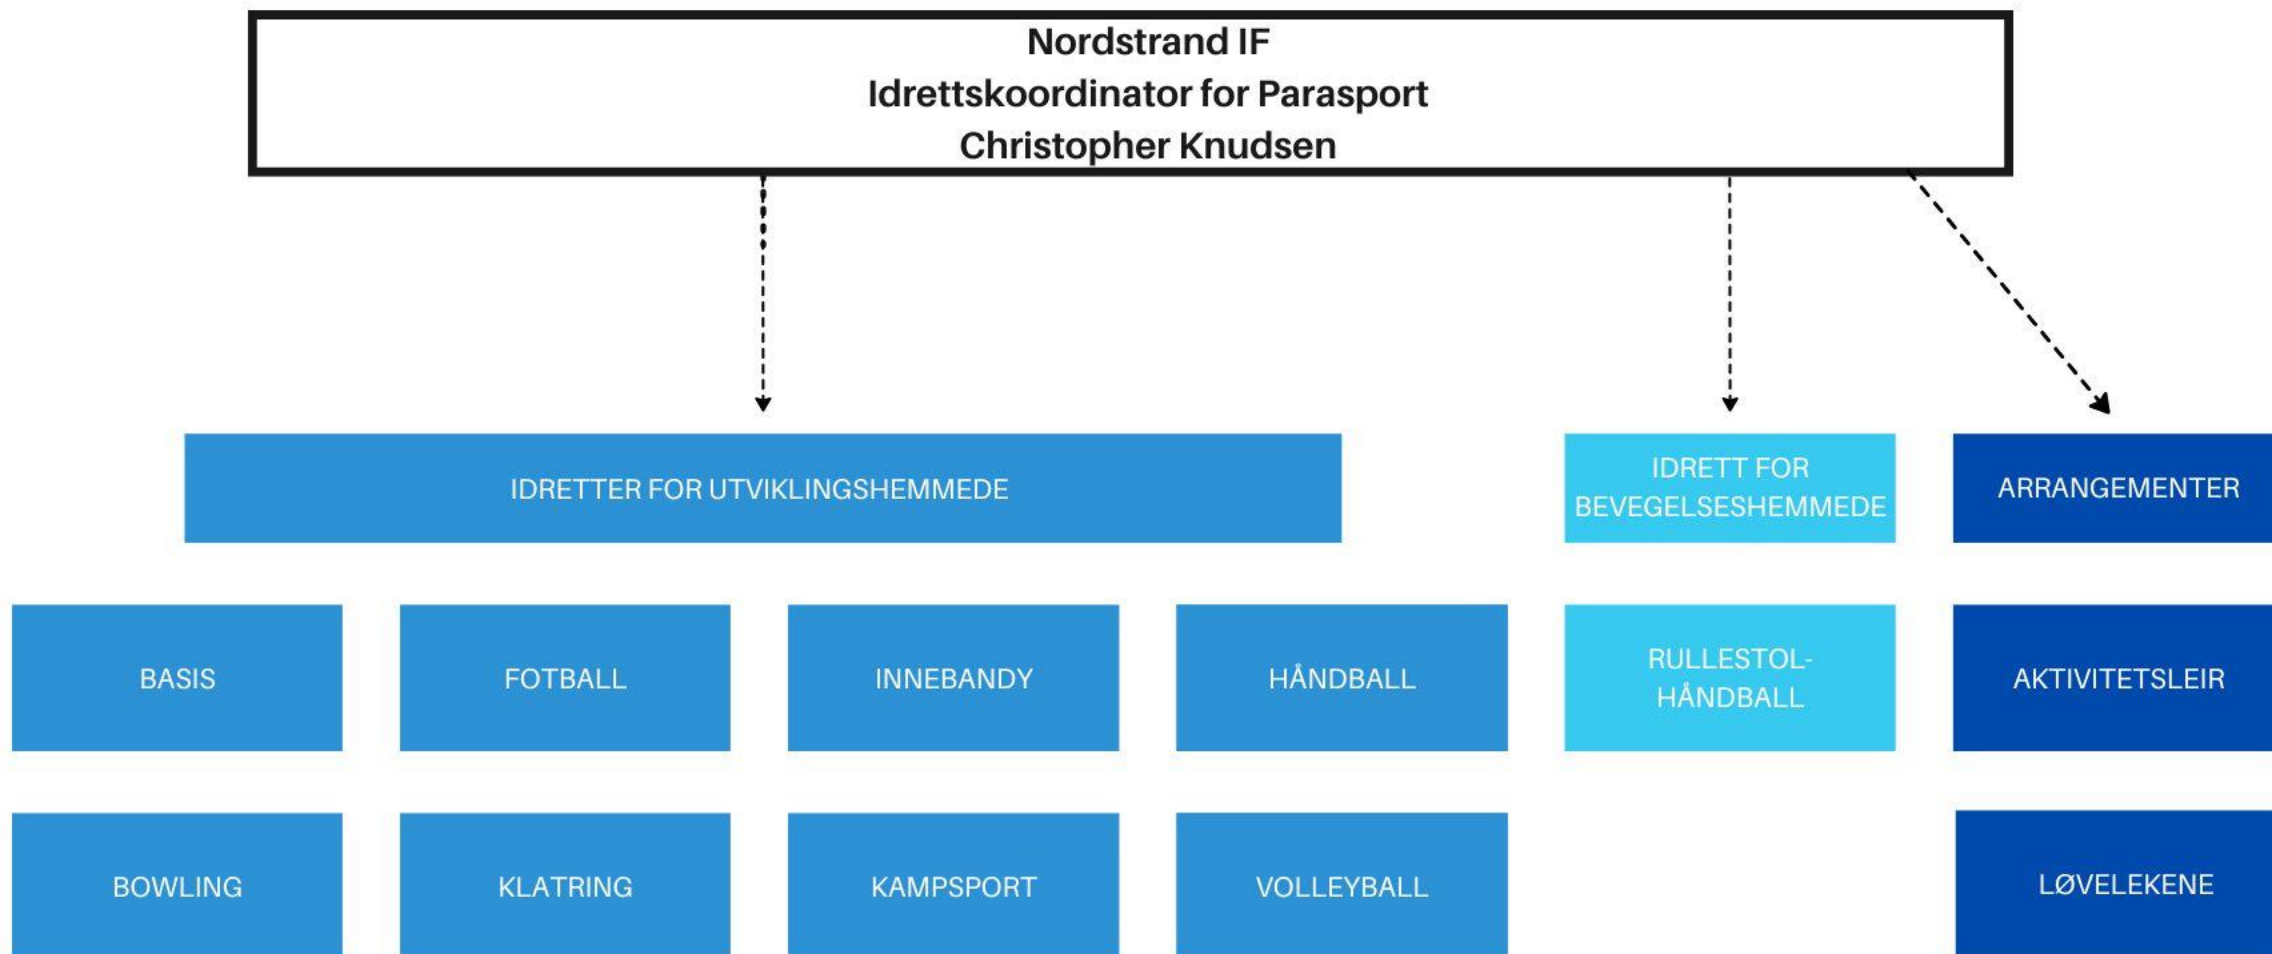 Nordstrand IF
Idrettskoordinator for Parasport
Christopher Knudsen
IDRETTER FOR UTVIKLINGSHEMMEDE
IDRETT FOR
BEVEGELSESHEMMEDE
ARRANGEMENTER
BASIS
FOTBALL
INNEBANDY
HÅNDBALL
RULLESTOL-
HÅNDBALL
AKTIVITETSLEIR
BOWLING
KLATRING
KAMPSPORT
VOLLEYBALL
LØVELEKENE